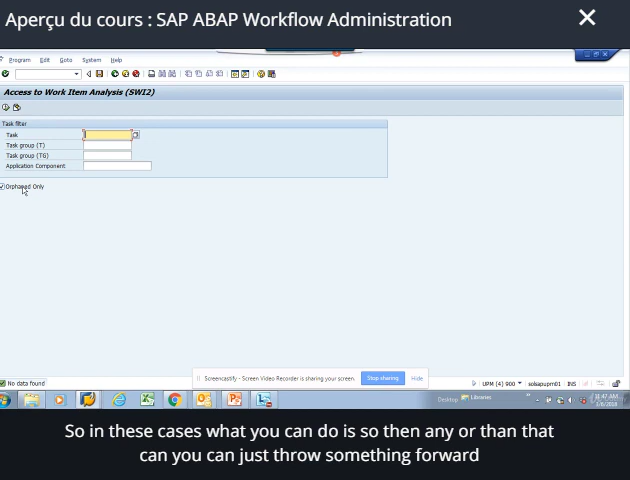 Aperçu du cours : SAP ABAP Workflow Administration
Program Edit Goto System Help
Access to Work Item Analysis (SWI2)
Task filter
Task
Task group (T)
Task group (TG)
Application Component
Orphaned Only
Screencastify - Screen Video Recorder is sharing your screen. Stop sharing Hide
No data found
UPM (4) 900 solsapuprn01 INS
Desktop Libraries
11:47 AM
So in these cases what you can do is so then any or than that
can you can just throw something forward